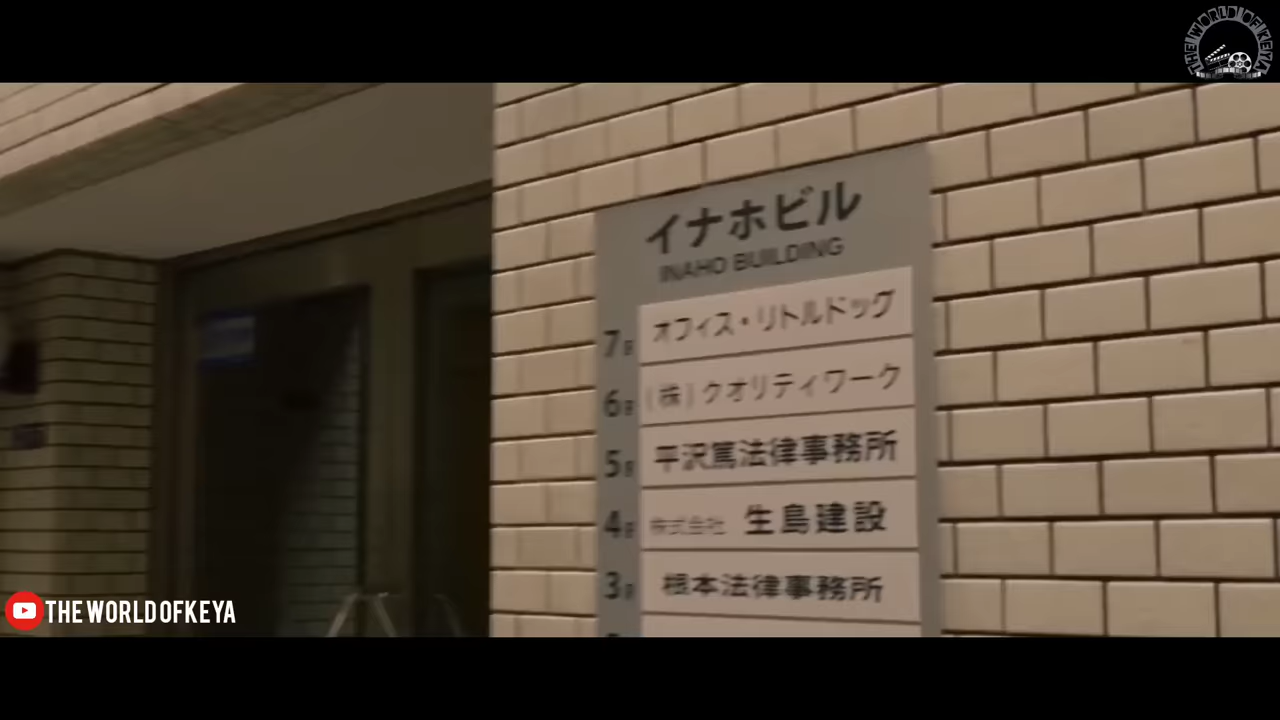 THE WORLD OF KEYA
イナホビル
INAHO BUILDING
7F オフィス・リトルドッグ
6F (株)クオリティワーク
5F 平沢篤法律事務所
4F 株式会社 生島建設
3F 根本法律事務所
THE WORLD OF KEYA